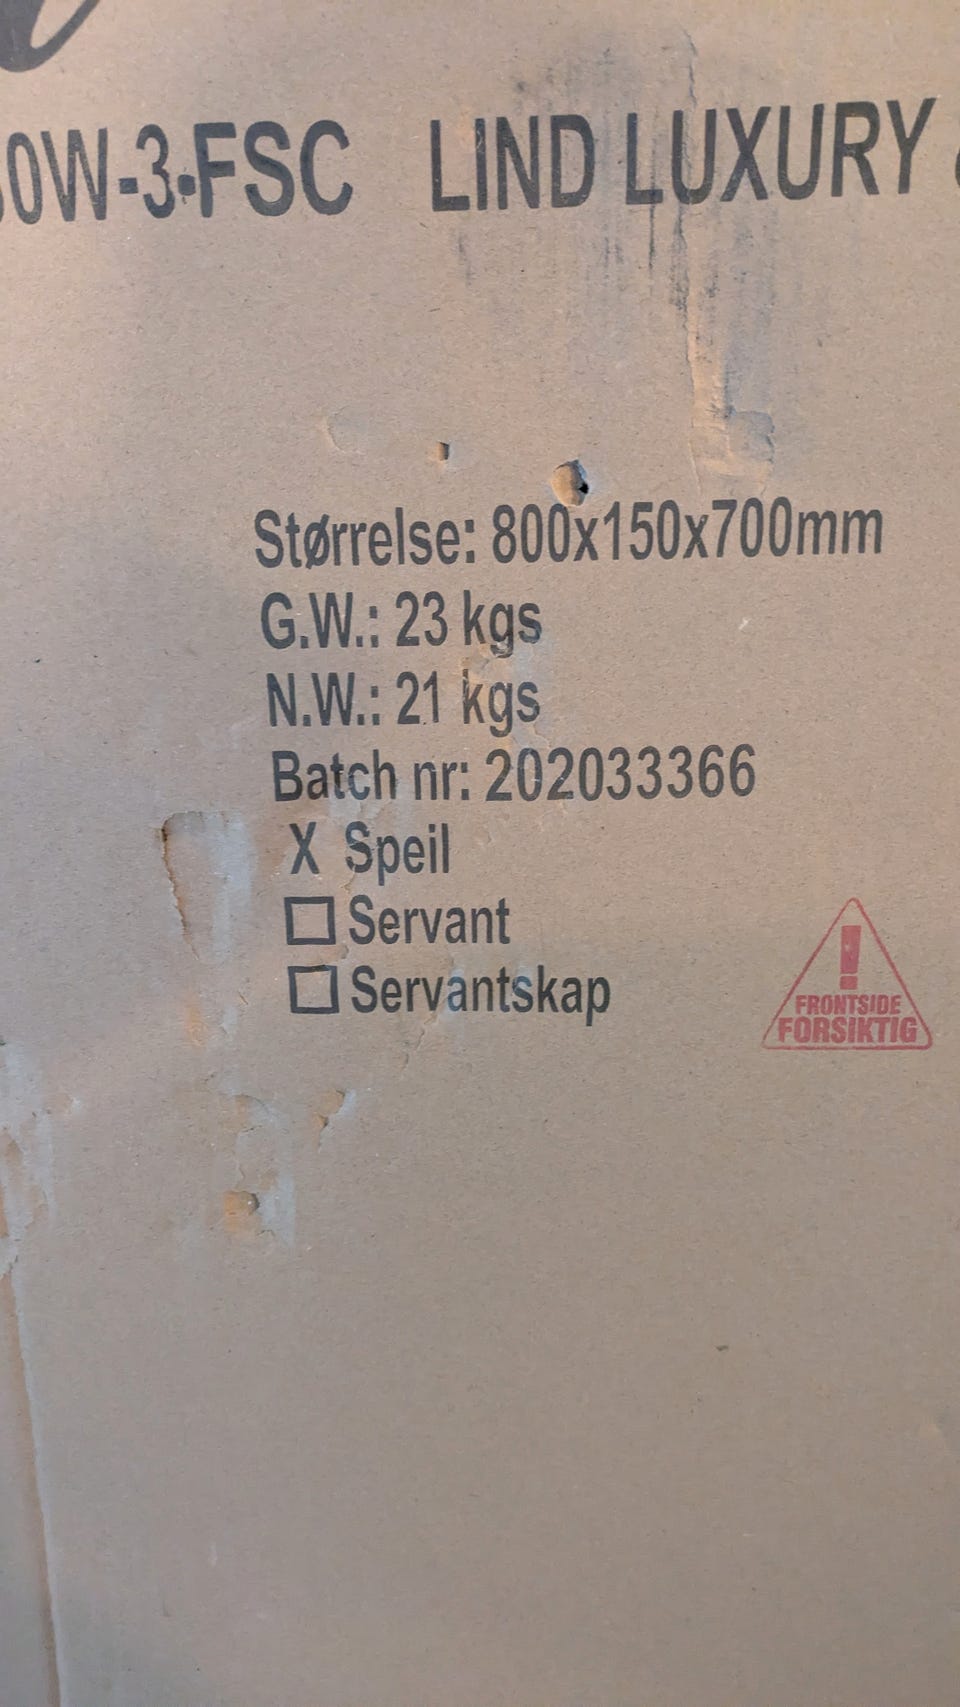 0W-3-FSC LIND LUXURY
Størrelse: 800x150x700mm
G.W.: 23 kgs
N.W.: 21 kgs
Batch nr: 202033366
X Speil
☐ Servant
☐ Servantskap
!
FRONTSIDE
FORSIKTIG